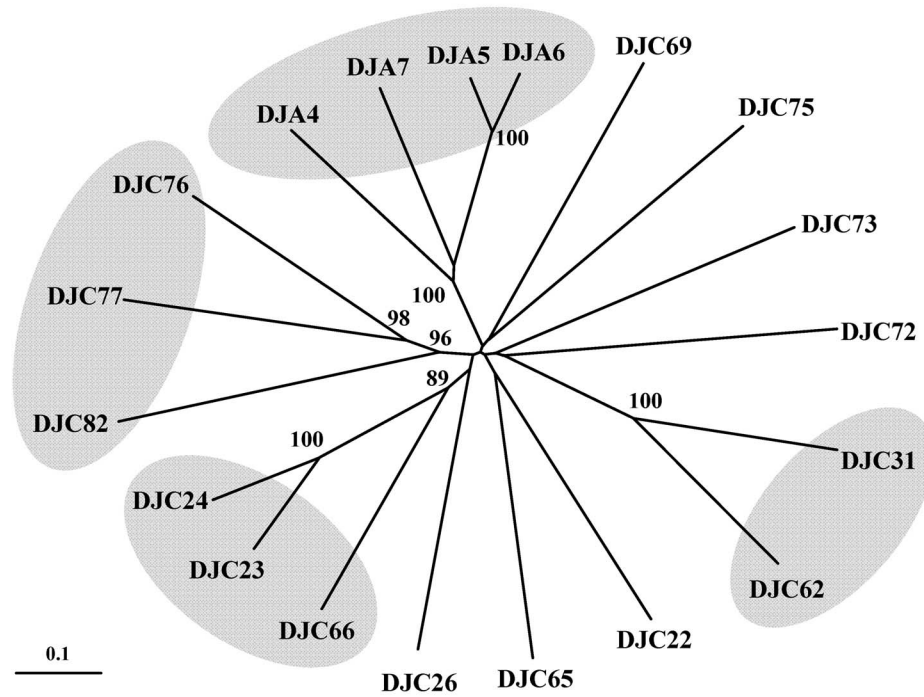 DJC69
DJA5
DJA6
DJA7
DJC75
DJA4
100
DJC76
DJC73
DJC77
100
98
96
DJC72
89
100
DJC82
100
DJC31
DJC24
DJC23
DJC62
DJC66
DJC22
0.1
DJC26
DJC65